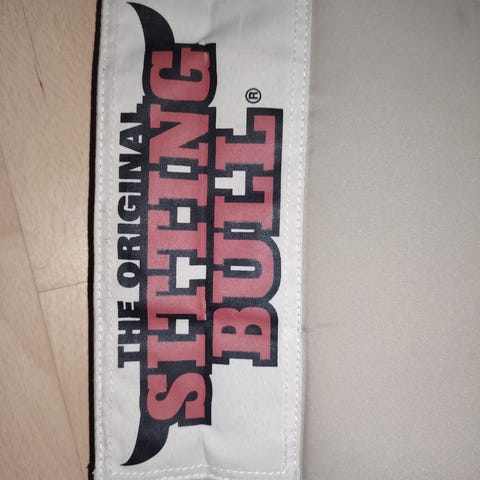 THE ORIGINAL
SITTING
BULL®